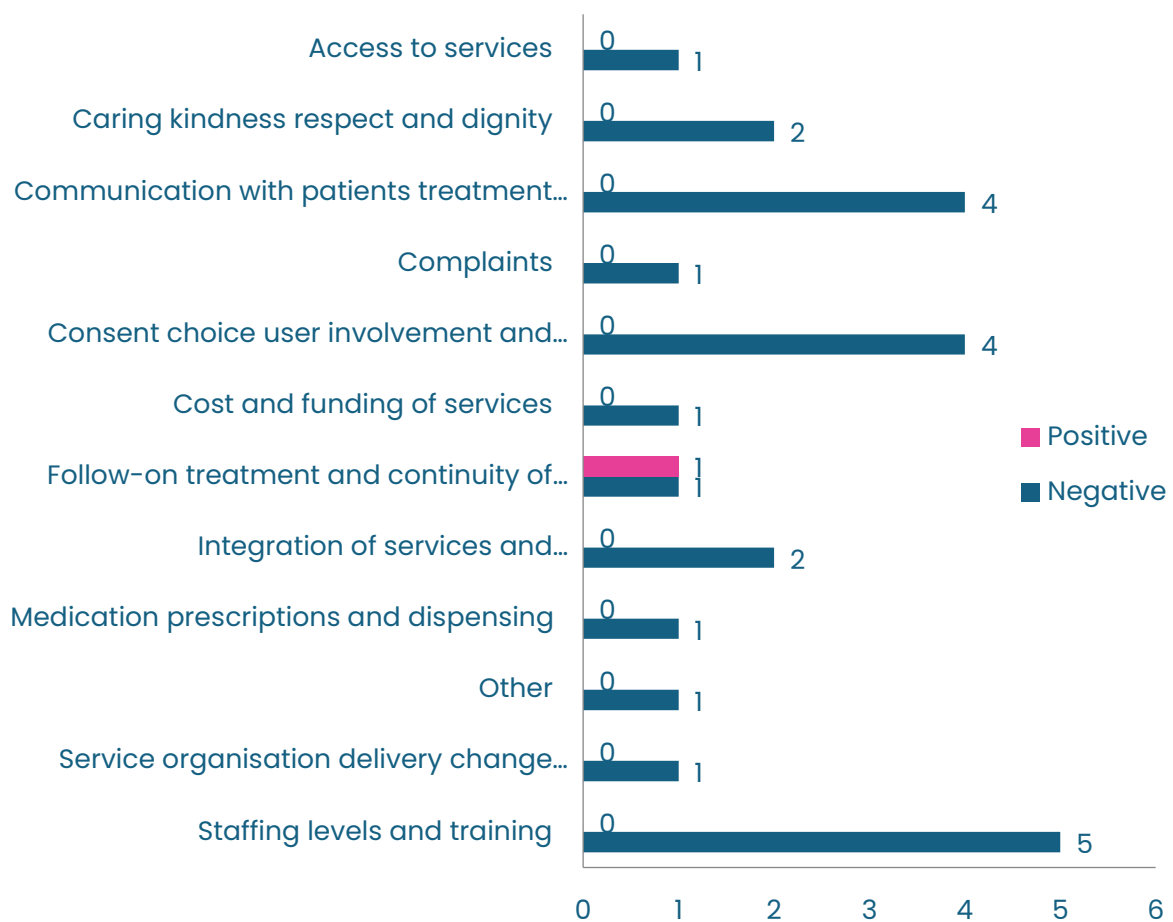 Access to services
0
1
Caring kindness respect and dignity
0
2
Communication with patients treatment...
0
4
Complaints
0
1
Consent choice user involvement and...
0
4
Cost and funding of services
0
1
Follow-on treatment and continuity of...
1
1
Integration of services and...
0
2
Medication prescriptions and dispensing
0
1
Other
0
1
Service organisation delivery change...
0
1
Staffing levels and training
0
5
Positive
Negative
0 1 2 3 4 5 6